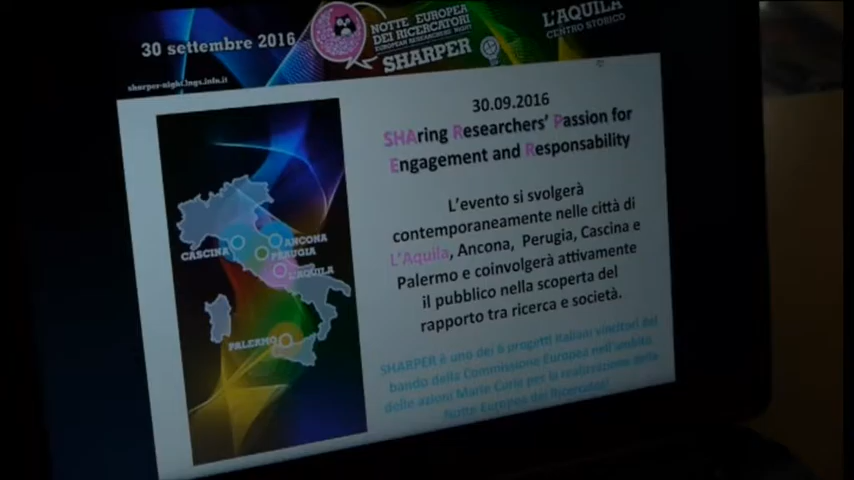 30 settembre 2016
sharper-night.lngs.infn.it
NOTTE EUROPEA
DEI RICERCATORI
EUROPEAN RESEARCHERS' NIGHT
SHARPER
L'AQUILA
CENTRO STORICO
CASCINA
ANCONA
PERUGIA
L'AQUILA
PALERMO
30.09.2016
SHAring Researchers' Passion for
Engagement and Responsability
L'evento si svolgerà
contemporaneamente nelle città di
L'Aquila, Ancona, Perugia, Cascina e
Palermo e coinvolgerà attivamente
il pubblico nella scoperta del
rapporto tra ricerca e società.
SHARPER è uno dei 6 progetti italiani vincitori del
bando della Commissione Europea nell'ambito
delle azioni Marie Curie per la realizzazione della
Notte Europea dei Ricercatori